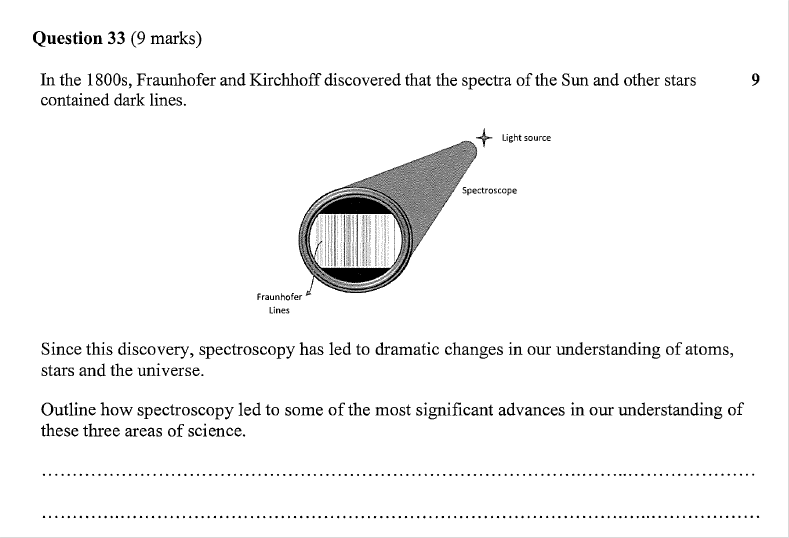 Question 33 (9 marks)
In the 1800s, Fraunhofer and Kirchhoff discovered that the spectra of the Sun and other stars 9
contained dark lines.
Light source
Spectroscope
Fraunhofer
Lines
Since this discovery, spectroscopy has led to dramatic changes in our understanding of atoms,
stars and the universe.
Outline how spectroscopy led to some of the most significant advances in our understanding of
these three areas of science.